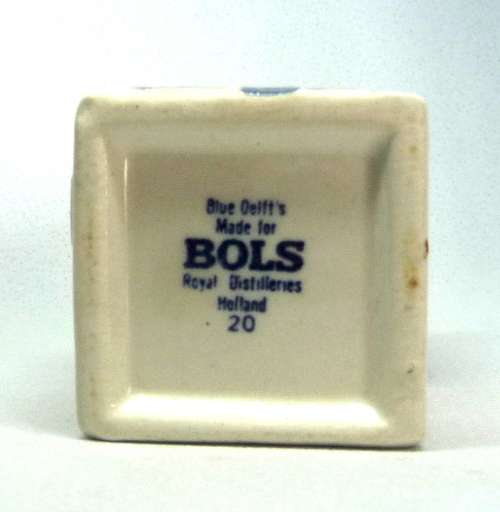 Blue Delft's
Made for
BOLS
Royal Distilleries
Holland
20